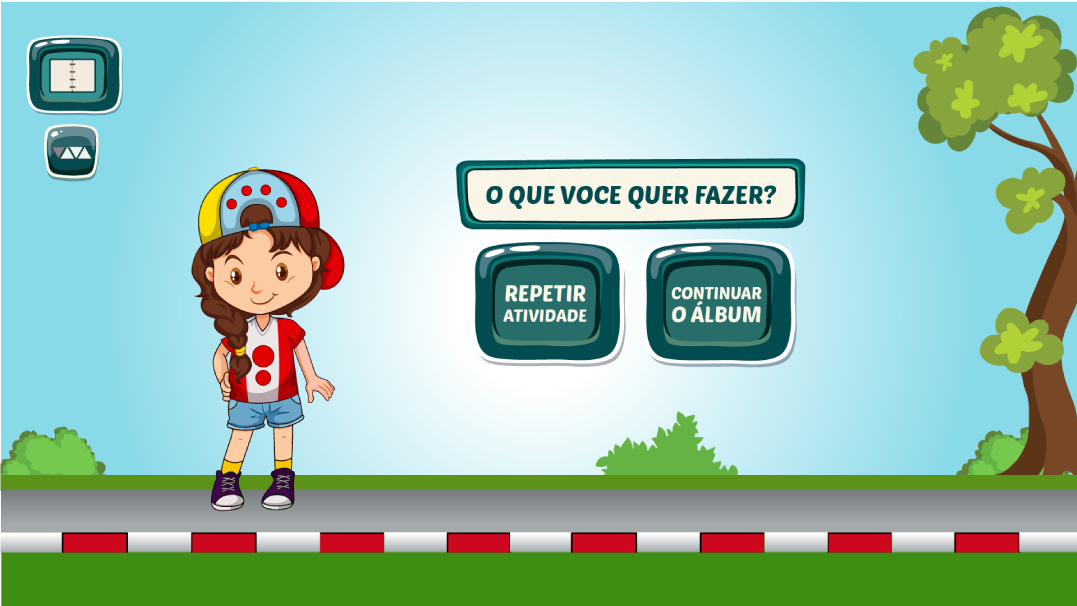 O QUE VOCE QUER FAZER?
REPETIR
ATIVIDADE
CONTINUAR
O ÁLBUM